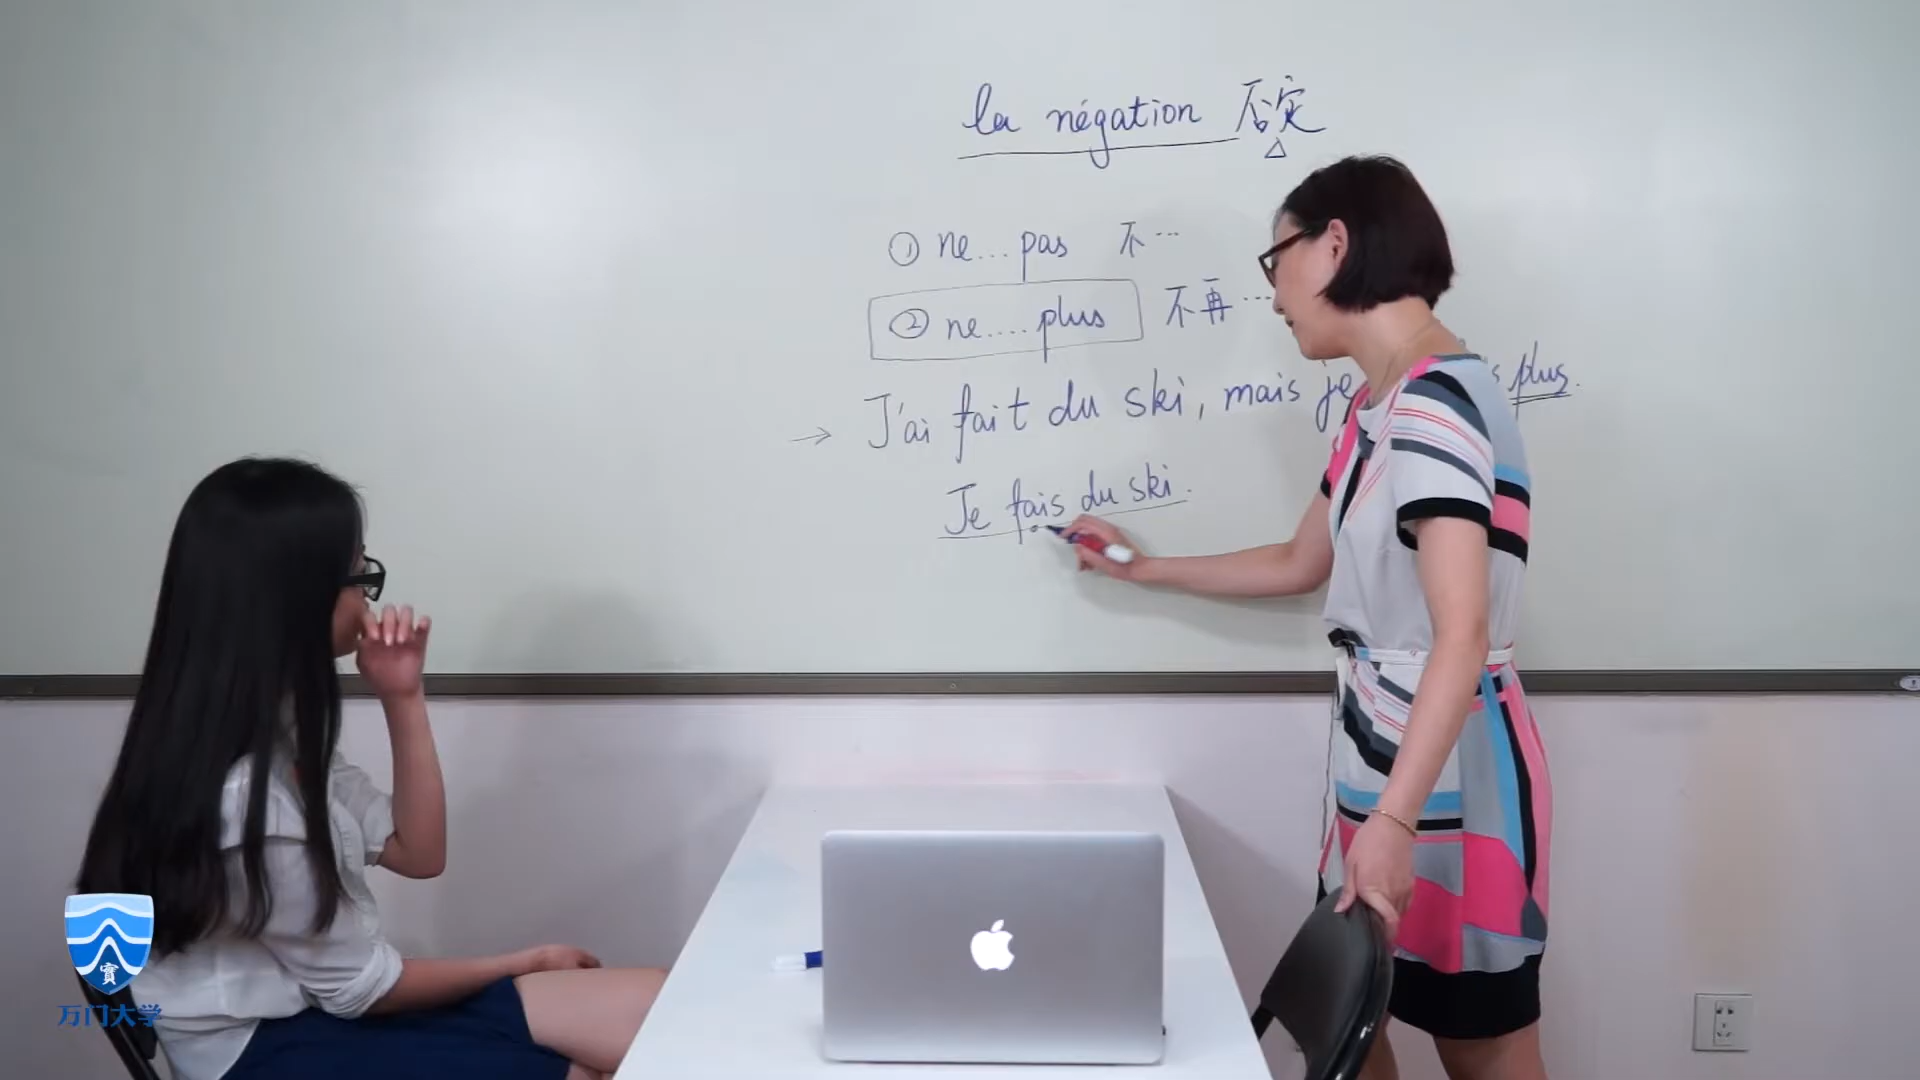 la négation 否定
① ne...pas 不...
② ne....plus 不再...
→ J'ai fait du ski, mais je plus.
Je fais du ski.
實
万门大学